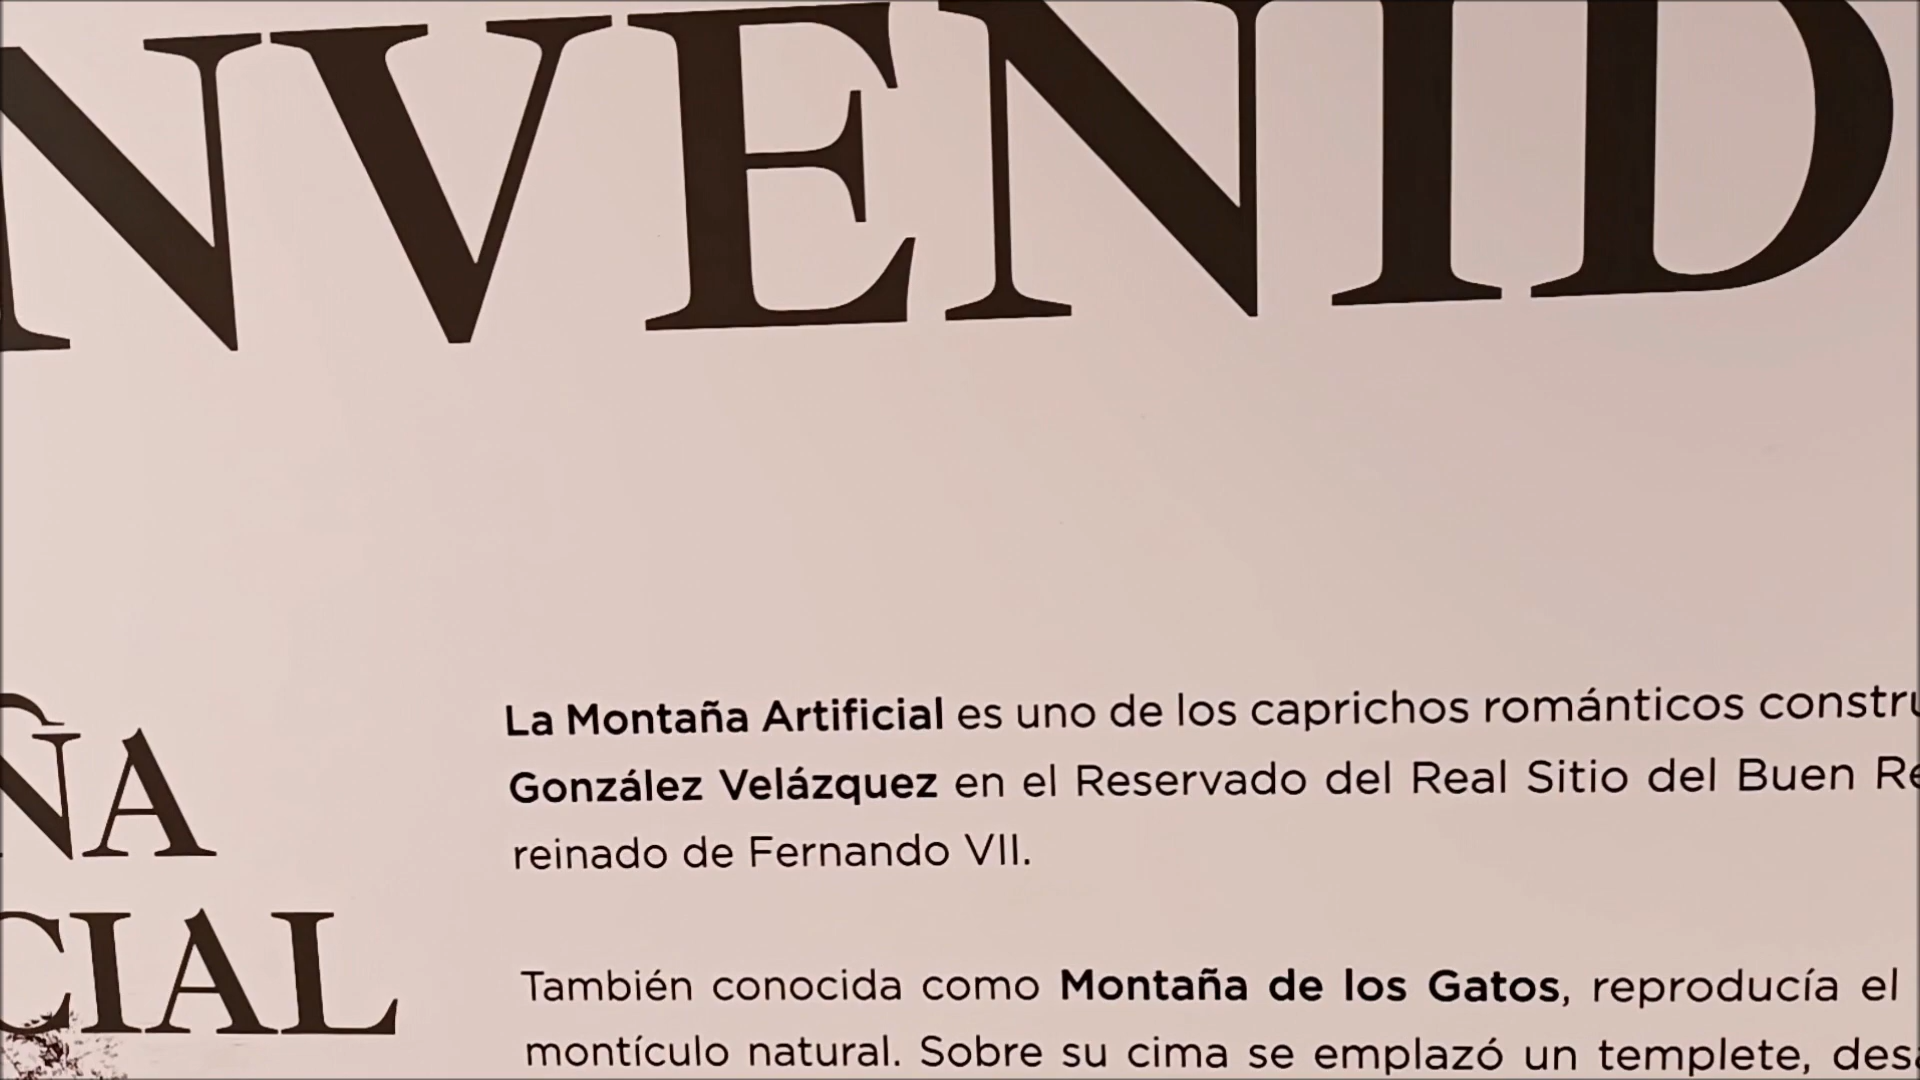 NVENID
ÑA
CIAL
La Montaña Artificial es uno de los caprichos románticos constru
González Velázquez en el Reservado del Real Sitio del Buen Re
reinado de Fernando VII.
También conocida como Montaña de los Gatos, reproducía el
montículo natural. Sobre su cima se emplazó un templete, des